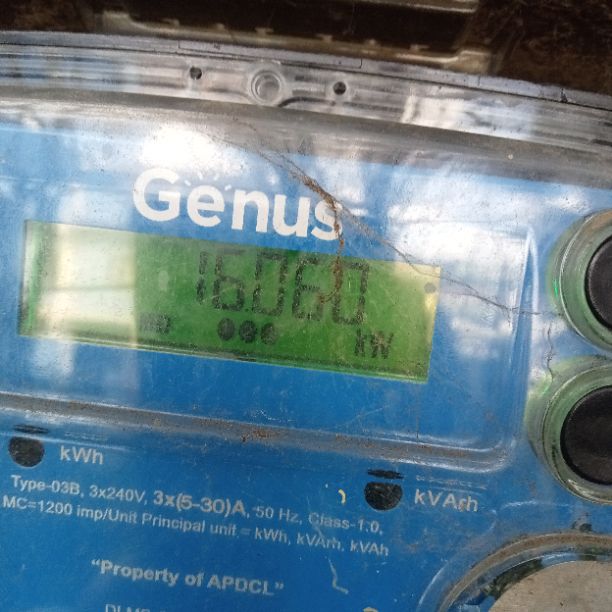 Genus
16060
MD kW
kWh
kVArh
Type-03B, 3x240V, 3x(5-30)A, 50 Hz, Class-1.0,
MC=1200 imp/Unit Principal unit = kWh, kVArh, kVAh
"Property of APDCL"